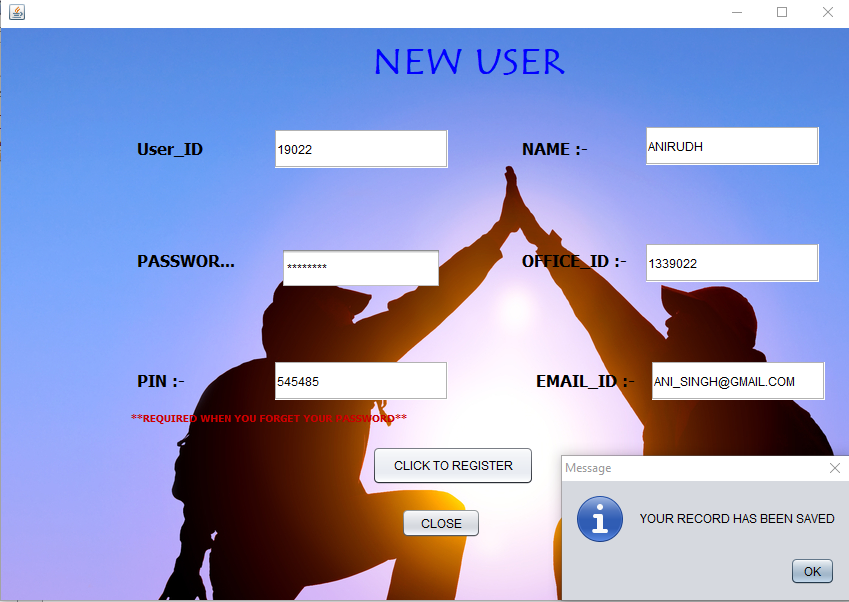 NEW USER
User_ID
19022
NAME :-
ANIRUDH
PASSWOR...
********
OFFICE_ID :-
1339022
PIN :-
545485
EMAIL_ID :-
ANI_SINGH@GMAIL.COM
**REQUIRED WHEN YOU FORGET YOUR PASSWORD**
CLICK TO REGISTER
CLOSE
Message
YOUR RECORD HAS BEEN SAVED
OK